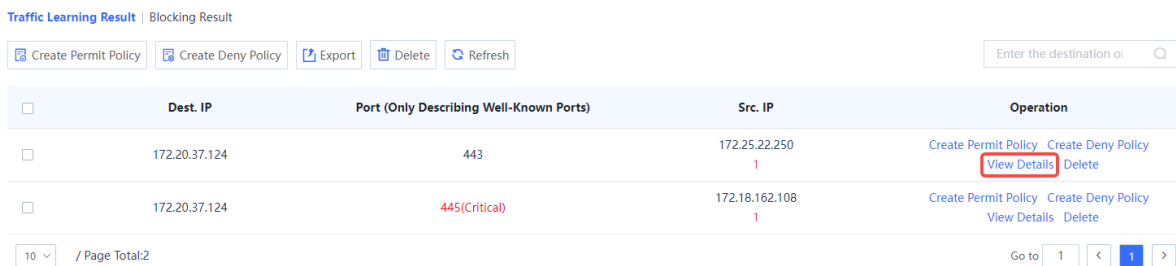 Traffic Learning Result | Blocking Result
Create Permit Policy Create Deny Policy Export Delete Refresh Enter the destination or
Dest. IP Port (Only Describing Well-Known Ports) Src. IP Operation
172.20.37.124 443 172.25.22.250 Create Permit Policy Create Deny Policy
1 View Details Delete
172.20.37.124 445(Critical) 172.18.162.108 Create Permit Policy Create Deny Policy
1 View Details Delete
10 / Page Total:2 Go to 1 < 1 >